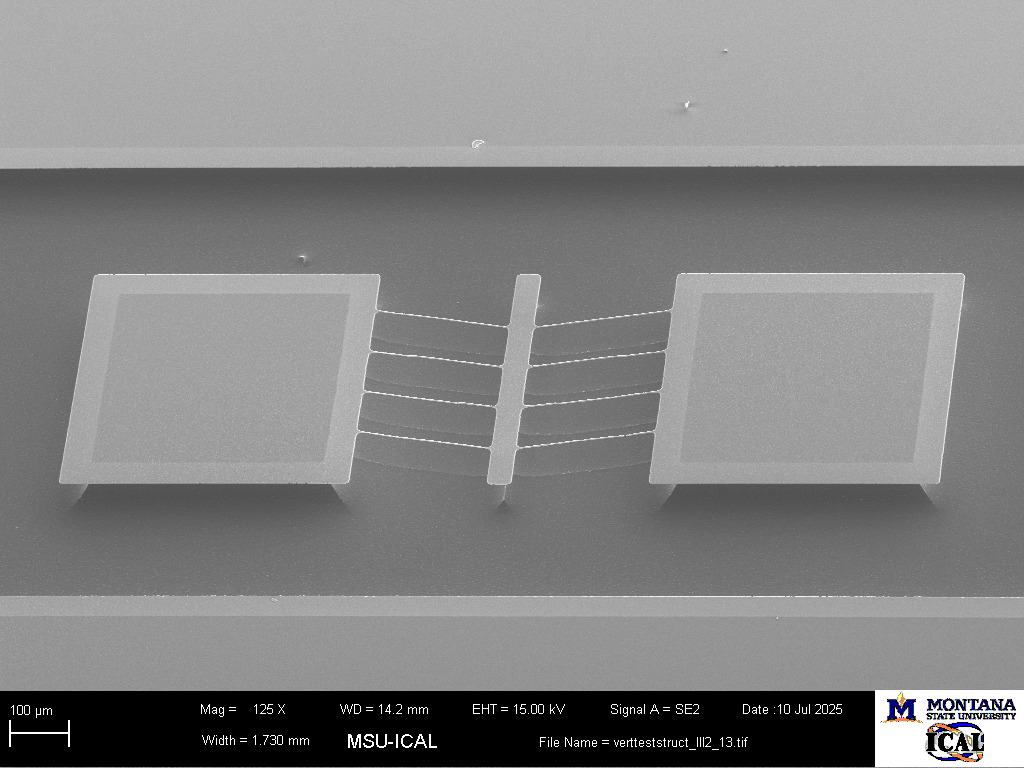 100 µm
Mag = 125 X
WD = 14.2 mm
EHT = 15.00 kV
Signal A = SE2
Date :10 Jul 2025
Width = 1.730 mm
MSU-ICAL
File Name = vertteststruct_III2_13.tif
M MONTANA
STATE UNIVERSITY
ICAL